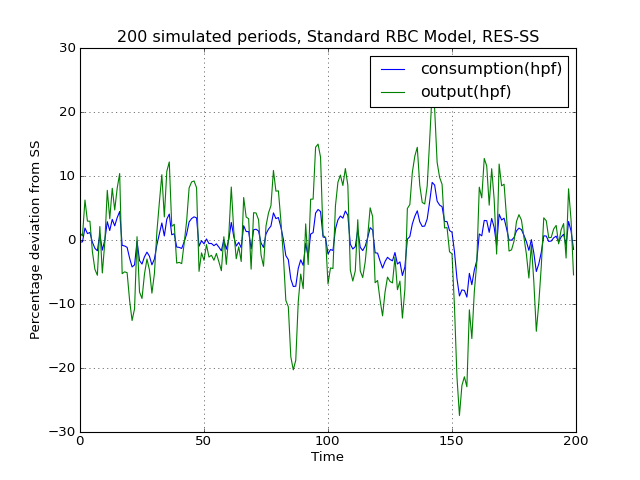 200 simulated periods, Standard RBC Model, RES-SS
consumption(hpf)
output(hpf)
Percentage deviation from SS
30
20
10
0
−10
−20
−30
0
50
100
150
200
Time